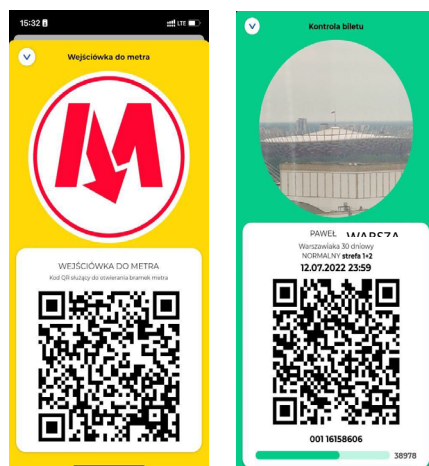 15:32
LTE
Wejściówka do metra
M
WEJŚCIÓWKA DO METRA
Kod QR służący do otwierania bramek metra
Kontrola biletu
PAWEŁ WARSZA
Warszawiaka 30 dniowy
NORMALNY strefa 1+2
12.07.2022 23:59
001 16158606
38978